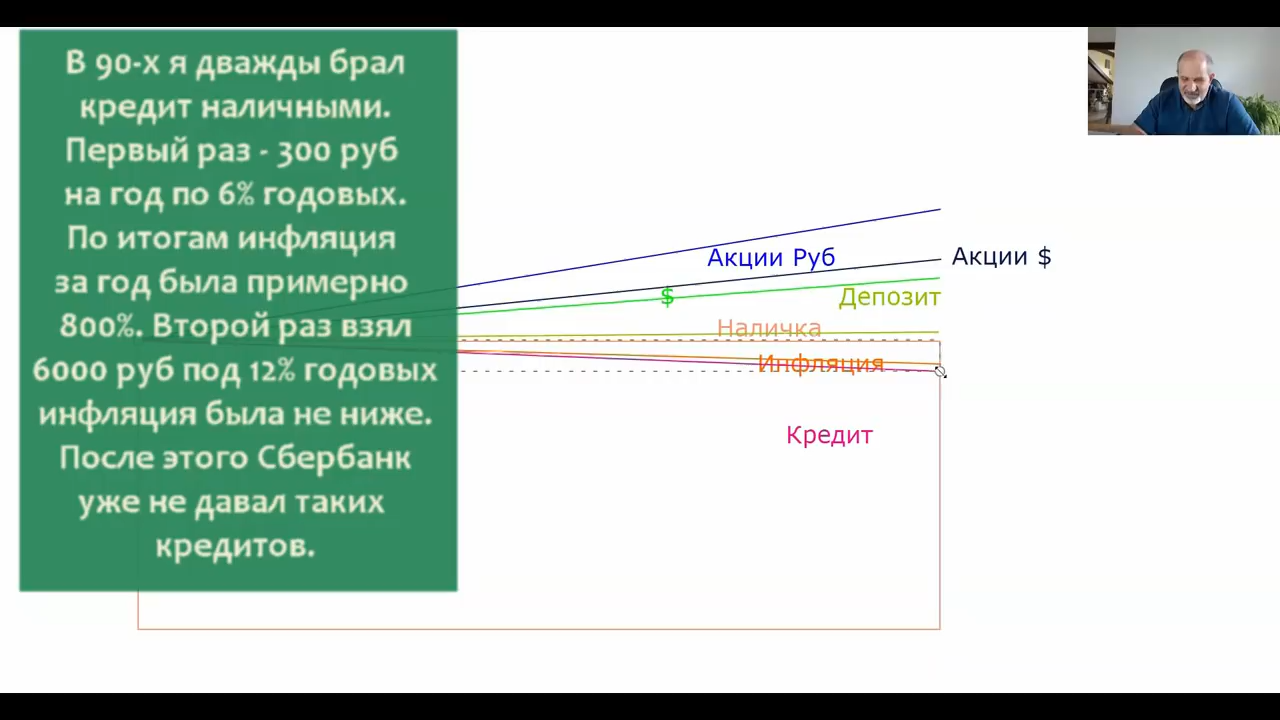 В 90-х я дважды брал
кредит наличными.
Первый раз - 300 руб
на год по 6% годовых.
По итогам инфляция
за год была примерно
800%. Второй раз взял
6000 руб под 12% годовых
инфляция была не ниже.
После этого Сбербанк
уже не давал таких
кредитов.
Акции Руб
Акции $
$
Депозит
Наличка
Инфляция
Кредит